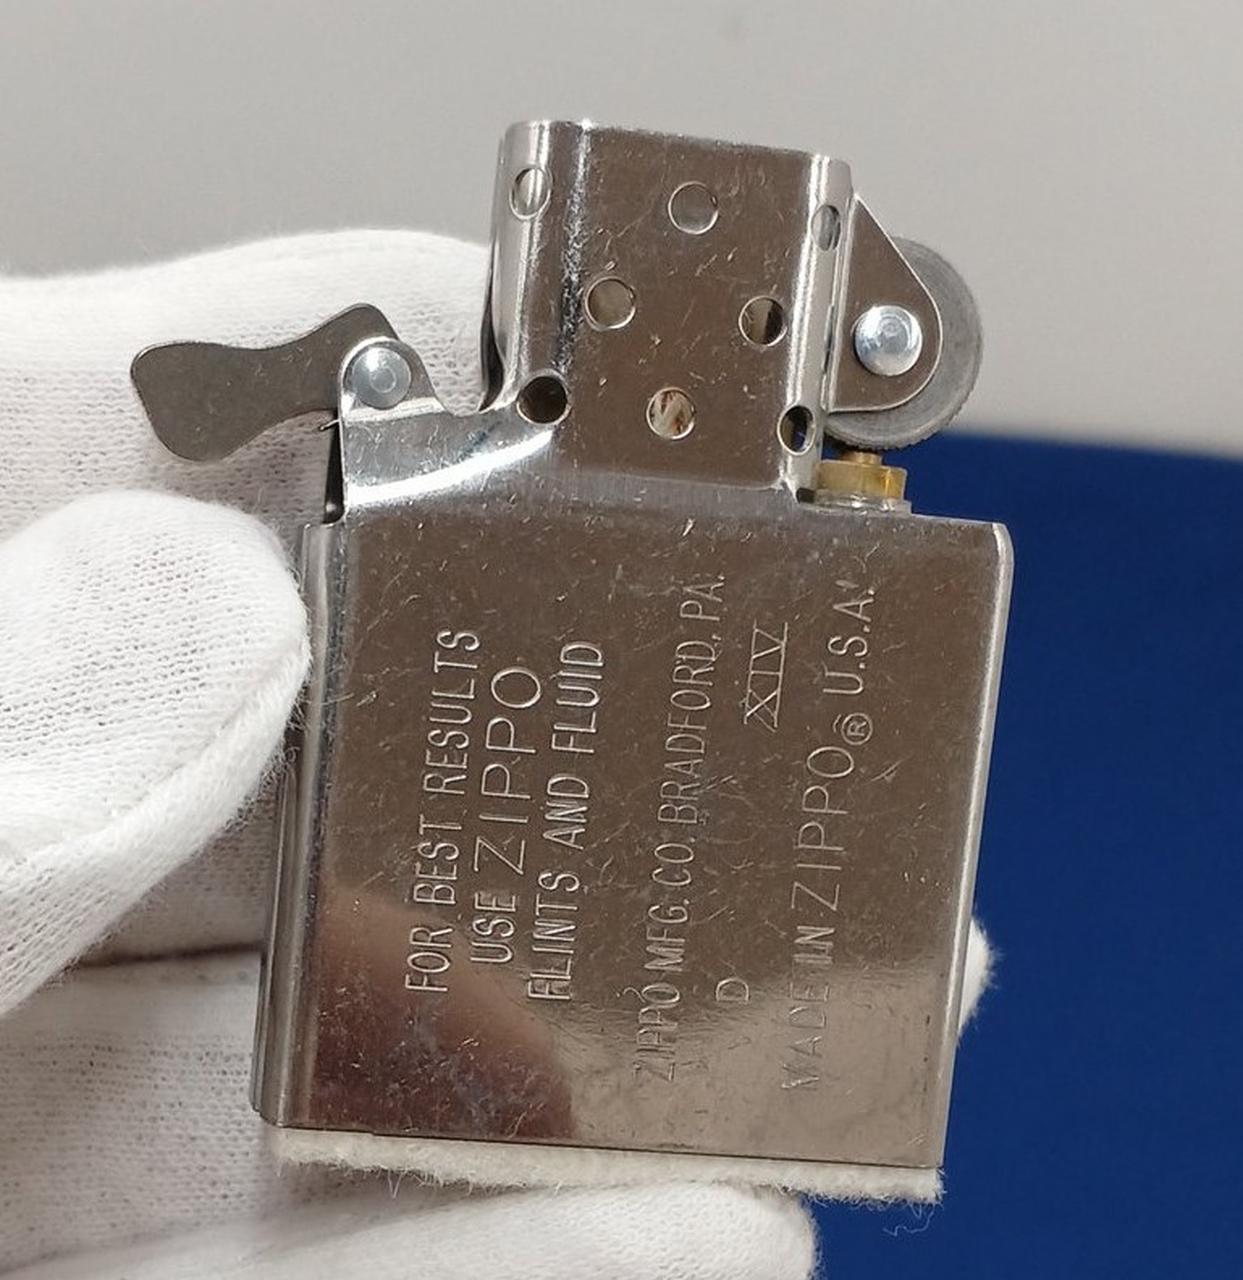 FOR BEST RESULTS
USE ZIPPO
FLINTS AND FLUID
ZIPPO MFG. CO. BRADFORD, PA.
D XIV
MADE IN ZIPPO® U.S.A.